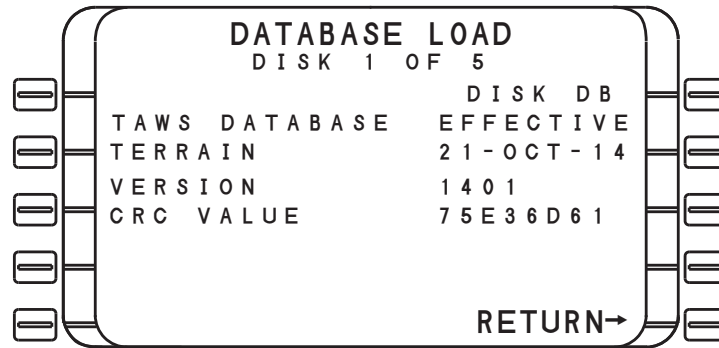 DATABASE LOAD
DISK 1 OF 5
DISK DB
TAWS DATABASE EFFECTIVE
TERRAIN 21-OCT-14
VERSION 1401
CRC VALUE 75E36D61
RETURN→